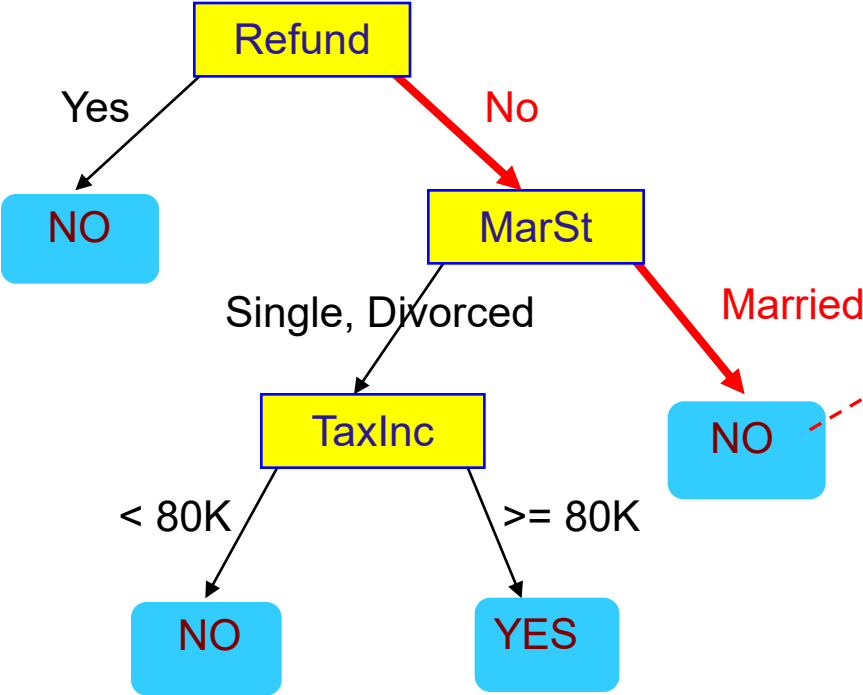 Refund
Yes
No
NO
MarSt
Single, Divorced
Married
TaxInc
NO
< 80K
>= 80K
NO
YES